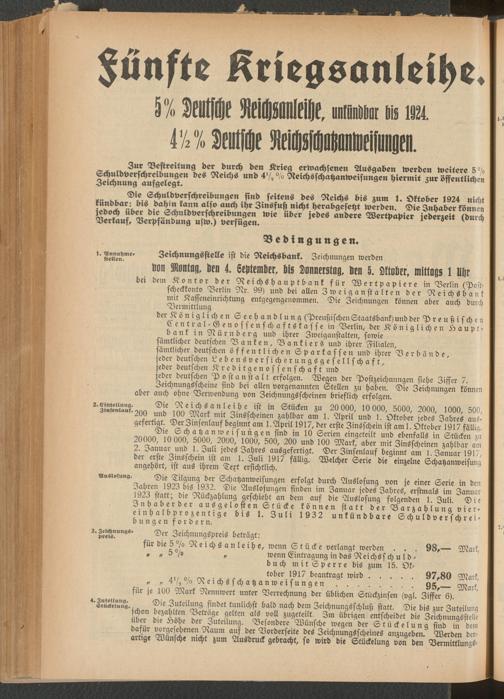 Fünfte Kriegsanleihe.
5% Deutsche Reichsanleihe, unkündbar bis 1924.
4½% Deutsche Reichsschatzanweisungen.
Zur Bestreitung der durch den Krieg erwachsenen Ausgaben werden weitere 5%
Schuldverschreibungen des Reichs und 4½% Reichsschatzanweisungen hiermit zur öffentlichen
Zeichnung aufgelegt.
Die Schuldverschreibungen sind seitens des Reichs bis zum 1. Oktober 1924 nicht
kündbar; bis dahin kann also auch ihr Zinsfuß nicht herabgesetzt werden. Die Inhaber können
jedoch über die Schuldverschreibungen wie über jedes andere Wertpapier jederzeit (durch
Verkauf, Verpfändung usw.) verfügen.
Bedingungen.
1. Annahmestellen.
Zeichnungsstelle ist die Reichsbank. Zeichnungen werden
von Montag, den 4. September, bis Donnerstag, den 5. Oktober, mittags 1 Uhr
bei dem Kontor der Reichshauptbank für Wertpapiere in Berlin (Post-
scheckkonto Berlin Nr. 99) und bei allen Zweiganstalten der Reichsbank
mit Kasseneinrichtung entgegengenommen. Die Zeichnungen können aber auch durch
Vermittlung
der Königlichen Seehandlung (Preußischen Staatsbank) und der Preußischen
Central-Genossenschaftskasse in Berlin, der Königlichen Haupt-
bank in Nürnberg und ihrer Zweiganstalten, sowie
sämtlicher deutschen Banken, Bankiers und ihrer Filialen,
sämtlicher deutschen öffentlichen Sparkassen und ihrer Verbände,
jeder deutschen Lebensversicherungsgesellschaft,
jeder deutschen Kreditgenossenschaft und
jeder deutschen Postanstalt erfolgen. Wegen der Postzeichnungen siehe Ziffer 7.
Zeichnungsscheine sind bei allen vorgenannten Stellen zu haben. Die Zeichnungen können
aber auch ohne Verwendung von Zeichnungsscheinen brieflich erfolgen.
2. Einteilung. Zinsenlauf.
Die Reichsanleihe ist in Stücken zu 20 000, 10 000, 5000, 2000, 1000, 500,
200 und 100 Mark mit Zinsscheinen zahlbar am 1. April und 1. Oktober jedes Jahres aus-
gefertigt. Der Zinsenlauf beginnt am 1. April 1917, der erste Zinsschein ist am 1. Oktober 1917 fällig.
Die Schatzanweisungen sind in 10 Serien eingeteilt und ebenfalls in Stücken zu
20000, 10 000, 5000, 2000, 1000, 500, 200 und 100 Mark, aber mit Zinsscheinen zahlbar am
2. Januar und 1. Juli jedes Jahres ausgefertigt. Der Zinsenlauf beginnt am 1. Januar 1917,
der erste Zinsschein ist am 1. Juli 1917 fällig. Welcher Serie die einzelne Schatzanweisung
angehört, ist aus ihrem Text ersichtlich.
Auslosung.
Die Tilgung der Schatzanweisungen erfolgt durch Auslosung von je einer Serie in den
Jahren 1923 bis 1932. Die Auslosungen finden im Januar jedes Jahres, erstmals im Januar
1923 statt; die Rückzahlung geschieht an dem auf die Auslosung folgenden 1. Juli. Die
Inhaber der ausgelosten Stücke können statt der Barzahlung vier-
einhalbprozentige bis 1. Juli 1932 unkündbare Schuldverschrei-
bungen fordern.
3. Zeichnungspreis.
Der Zeichnungspreis beträgt:
für die 5% Reichsanleihe, wenn Stücke verlangt werden . . . . 98,— Mark,
„ „ 5% „ wenn Eintragung in das Reichsschuld-
buch mit Sperre bis zum 15. Ok-
tober 1917 beantragt wird . . . . . . 97,80 Mark,
„ „ 4½% Reichsschatzanweisungen . . . . . . . . . . 95,— Mark,
für je 100 Mark Nennwert unter Verrechnung der üblichen Stückzinsen (vgl. Ziffer 6).
4. Zuteilung. Stückelung.
Die Zuteilung findet tunlichst bald nach dem Zeichnungsschluß statt. Die bis zur Zuteilung
schon bezahlten Beträge gelten als voll zugeteilt. Im übrigen entscheidet die Zeichnungsstelle
über die Höhe der Zuteilung. Besondere Wünsche wegen der Stückelung sind in dem
dafür vorgesehenen Raum auf der Vorderseite des Zeichnungsscheines anzugeben. Werden der-
artige Wünsche nicht zum Ausdruck gebracht, so wird die Stückelung von den Vermittlungs-